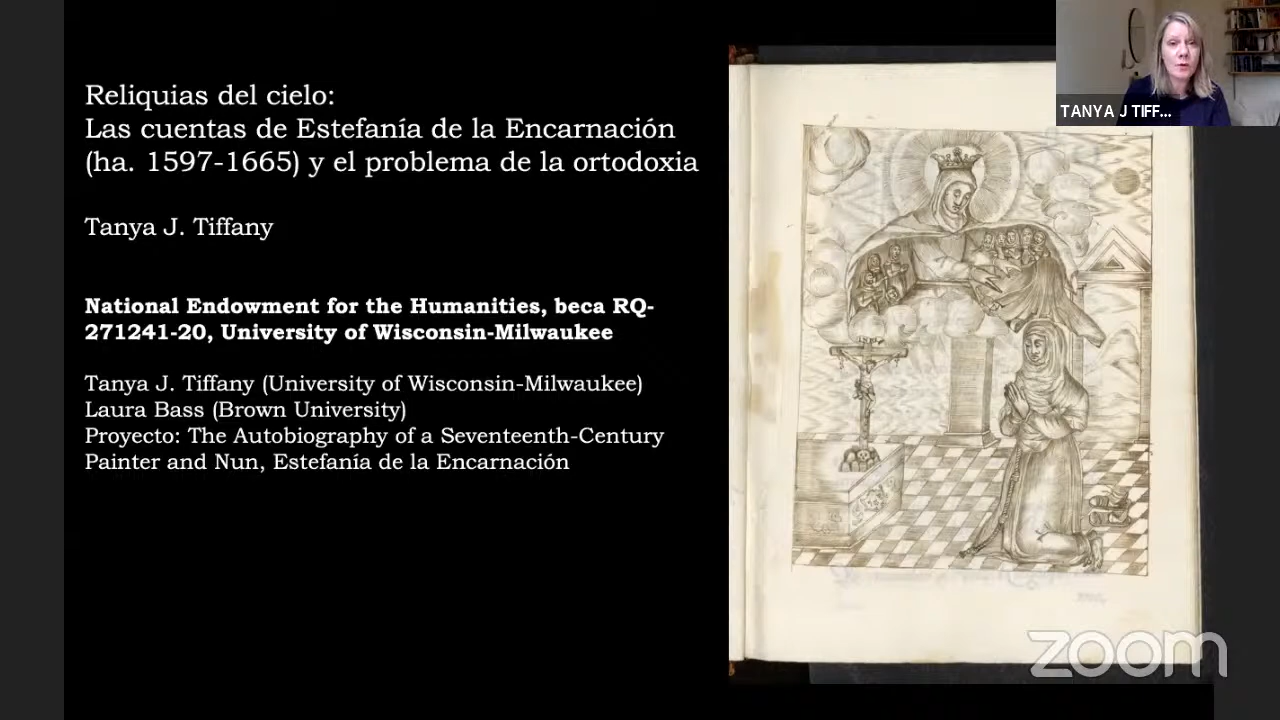 Reliquias del cielo:
Las cuentas de Estefanía de la Encarnación
(ha. 1597-1665) y el problema de la ortodoxia
Tanya J. Tiffany
National Endowment for the Humanities, beca RQ-
271241-20, University of Wisconsin-Milwaukee
Tanya J. Tiffany (University of Wisconsin-Milwaukee)
Laura Bass (Brown University)
Proyecto: The Autobiography of a Seventeenth-Century
Painter and Nun, Estefanía de la Encarnación
TANYA J TIFF...
zoom